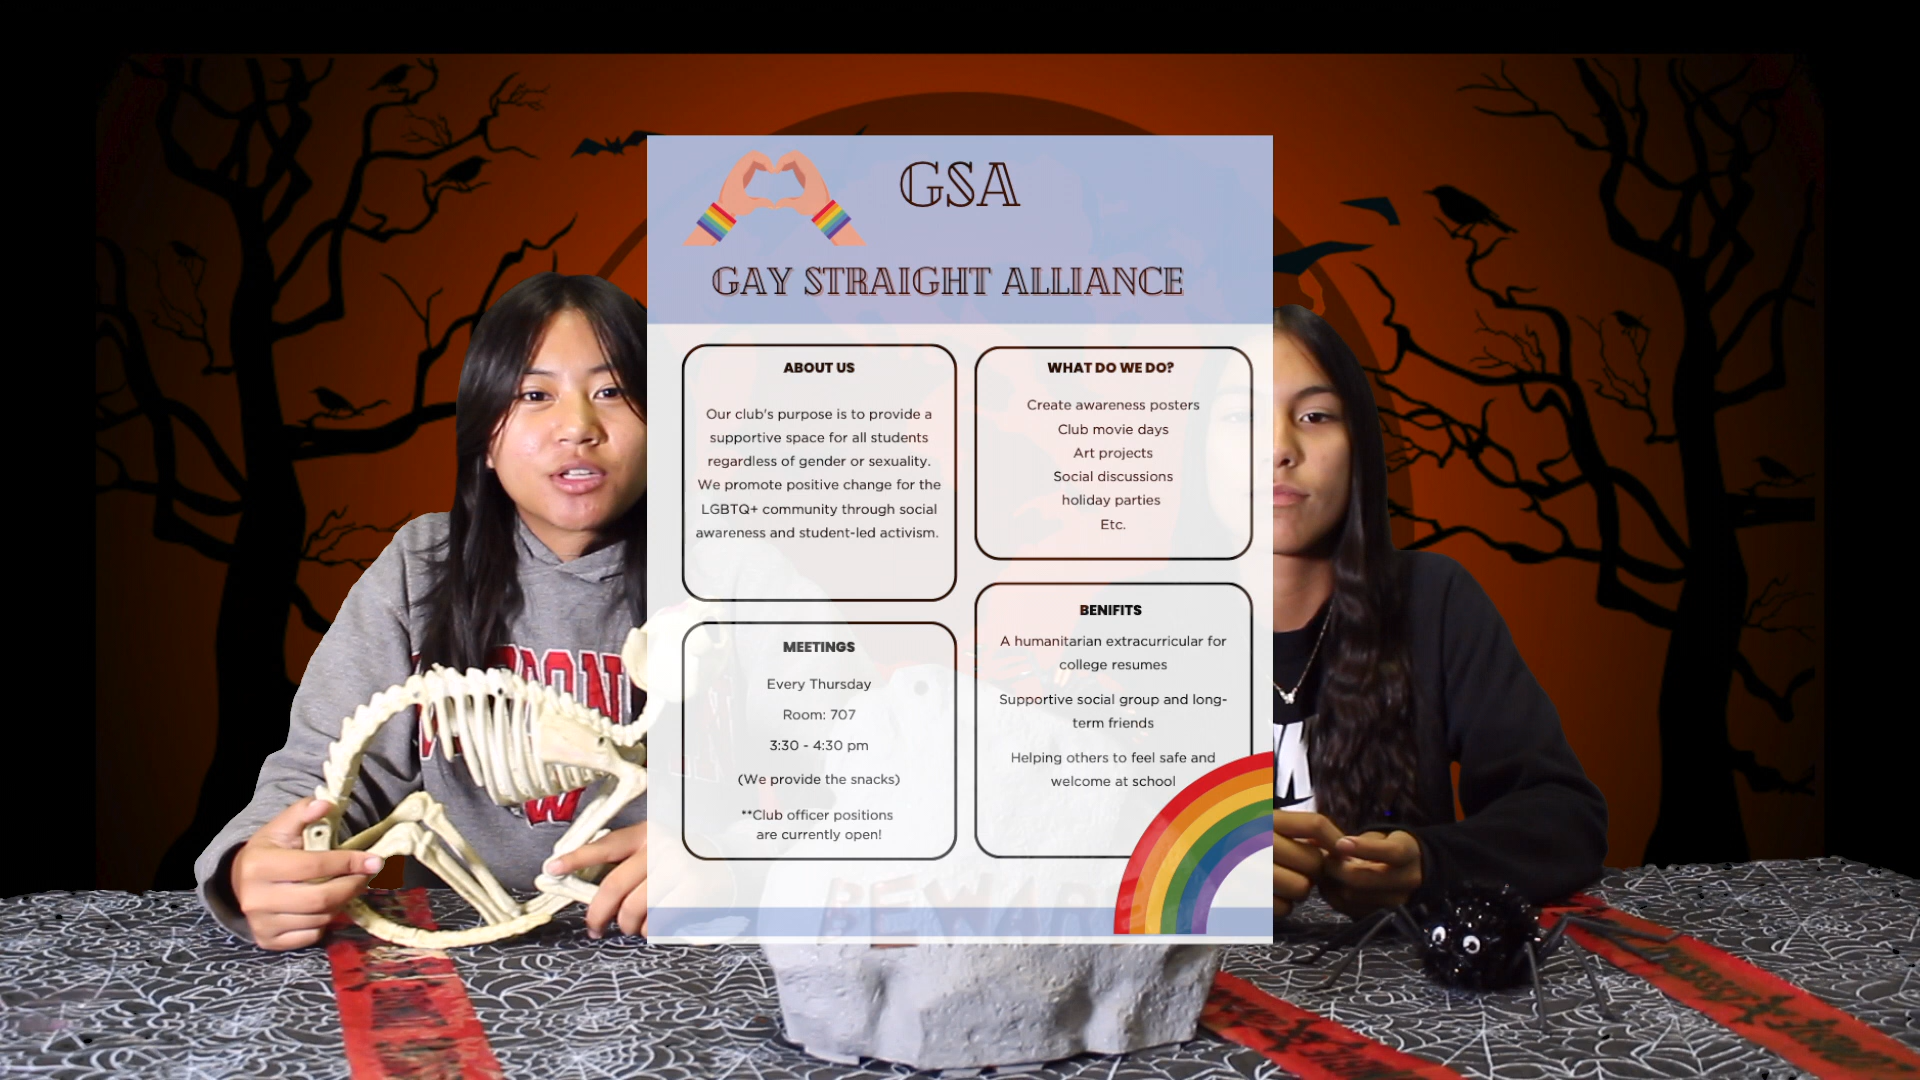 GSA
GAY STRAIGHT ALLIANCE
ABOUT US
Our club's purpose is to provide a
supportive space for all students
regardless of gender or sexuality.
We promote positive change for the
LGBTQ+ community through social
awareness and student-led activism.
WHAT DO WE DO?
Create awareness posters
Club movie days
Art projects
Social discussions
holiday parties
Etc.
MEETINGS
Every Thursday
Room: 707
3:30 - 4:30 pm
(We provide the snacks)
**Club officer positions
are currently open!
BENIFITS
A humanitarian extracurricular for
college resumes
Supportive social group and long-
term friends
Helping others to feel safe and
welcome at school
BEWARE